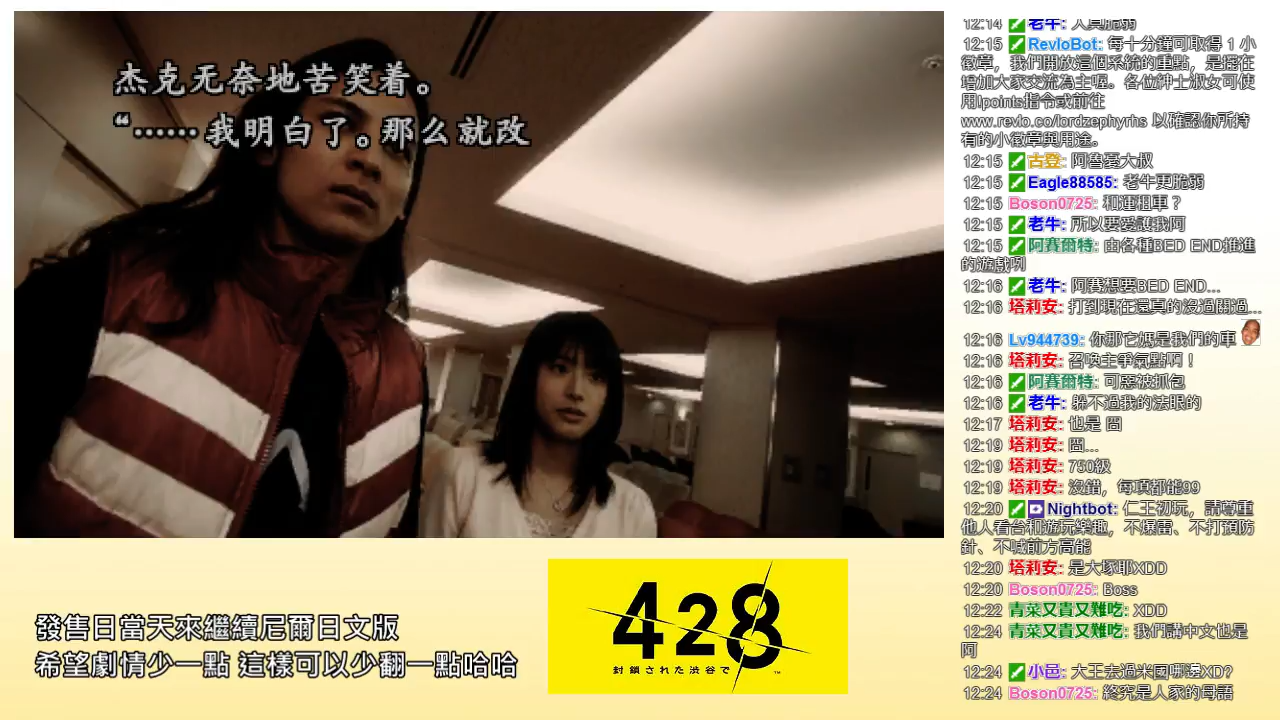 杰克无奈地苦笑着。
“……我明白了。那么就改
發售日當天來繼續尼爾日文版
希望劇情少一點 這樣可以少翻一點哈哈
428
封鎖された渋谷で
TM
12:14 老牛: 人真脆弱
12:15 RevloBot: 每十分鐘可取得 1 小
徽章，我們開放這個系統的重點，是擺在
增加大家交流為主喔。各位紳士淑女可使
用!points指令或前往
www.revlo.co/lordzephyrhs 以確認你所持
有的小徽章與用途。
12:15 古登: 阿魯憂大叔
12:15 Eagle88585: 老牛更脆弱
12:15 Boson0725: 和運租車？
12:15 老牛: 所以要愛護我阿
12:15 阿賽爾特: 由各種BED END推進
的遊戲咧
12:16 老牛: 阿賽想要BED END...
12:16 塔莉安: 打到現在還真的沒過關過...
12:16 Lv944739: 你那它媽是我們的車
12:16 塔莉安: 召喚主爭氣點啊！
12:16 阿賽爾特: 可惡被抓包
12:16 老牛: 躲不過我的法眼的
12:17 塔莉安: 也是 囧
12:19 塔莉安: 囧...
12:19 塔莉安: 750級
12:19 塔莉安: 沒錯，每項都能99
12:20 Nightbot: 仁王初玩，請尊重
他人看台和遊玩樂趣，不爆雷、不打預防
針、不喊前方高能
12:20 塔莉安: 是大塚耶XDD
12:20 Boson0725: Boss
12:22 青菜又貴又難吃: XDD
12:24 青菜又貴又難吃: 我們講中文也是
阿
12:24 小邑: 大王去過米國哪邊XD?
12:24 Boson0725: 終究是人家的母語